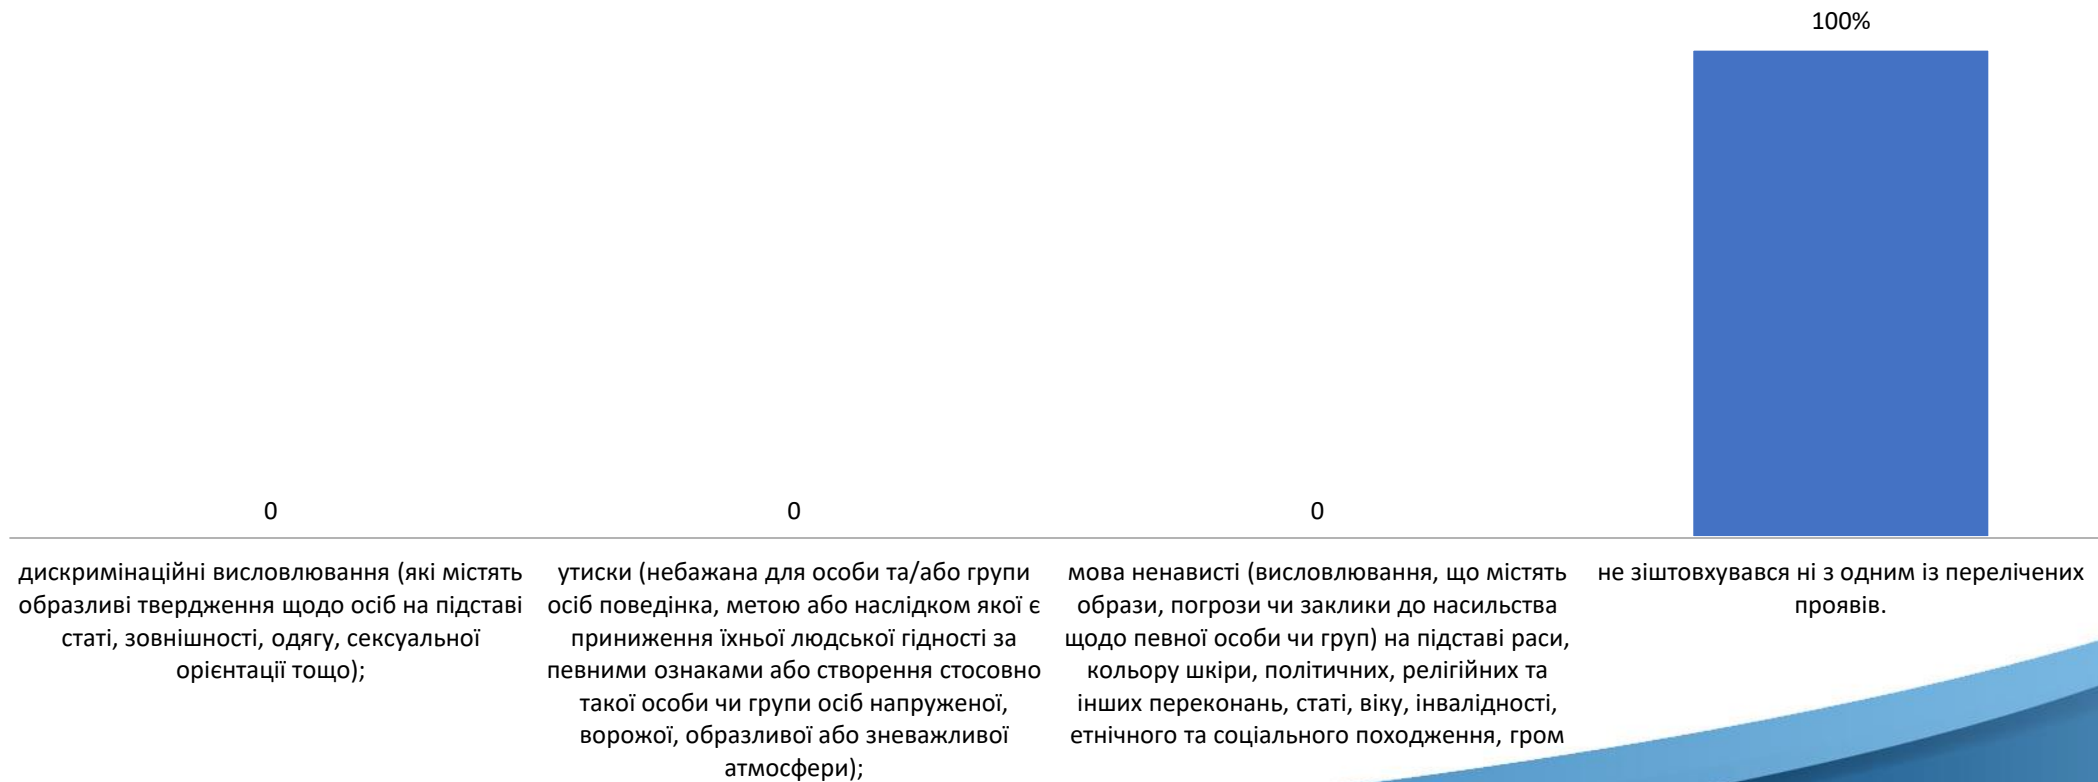 100%
0
0
0
дискримінаційні висловлювання (які містять
образливі твердження щодо осіб на підставі
статі, зовнішності, одягу, сексуальної
орієнтації тощо);
утиски (небажана для особи та/або групи
осіб поведінка, метою або наслідком якої є
приниження їхньої людської гідності за
певними ознаками або створення стосовно
такої особи чи групи осіб напруженої,
ворожої, образливої або зневажливої
атмосфери);
мова ненависті (висловлювання, що містять
образи, погрози чи заклики до насильства
щодо певної особи чи груп) на підставі раси,
кольору шкіри, політичних, релігійних та
інших переконань, статі, віку, інвалідності,
етнічного та соціального походження, гром
не зіштовхувався ні з одним із перелічених
проявів.